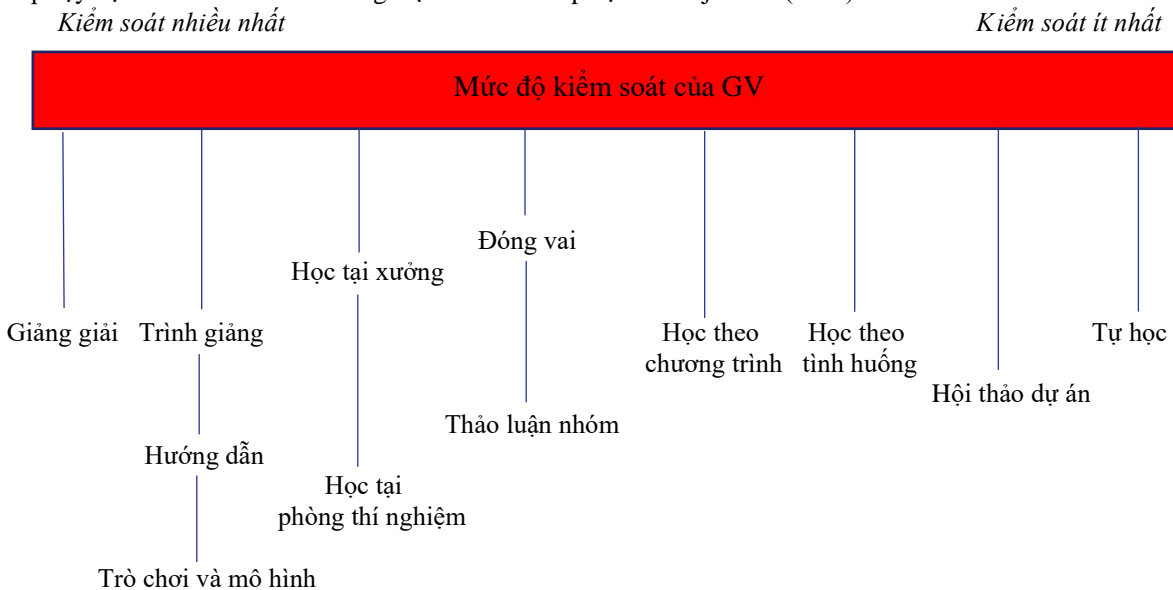 Kiểm soát nhiều nhất
Kiểm soát ít nhất
Mức độ kiểm soát của GV
Đóng vai
Học tại xưởng
Giảng giải
Trình giảng
Học theo
chương trình
Học theo
tình huống
Tự học
Hội thảo dự án
Thảo luận nhóm
Hướng dẫn
Học tại
phòng thí nghiệm
Trò chơi và mô hình